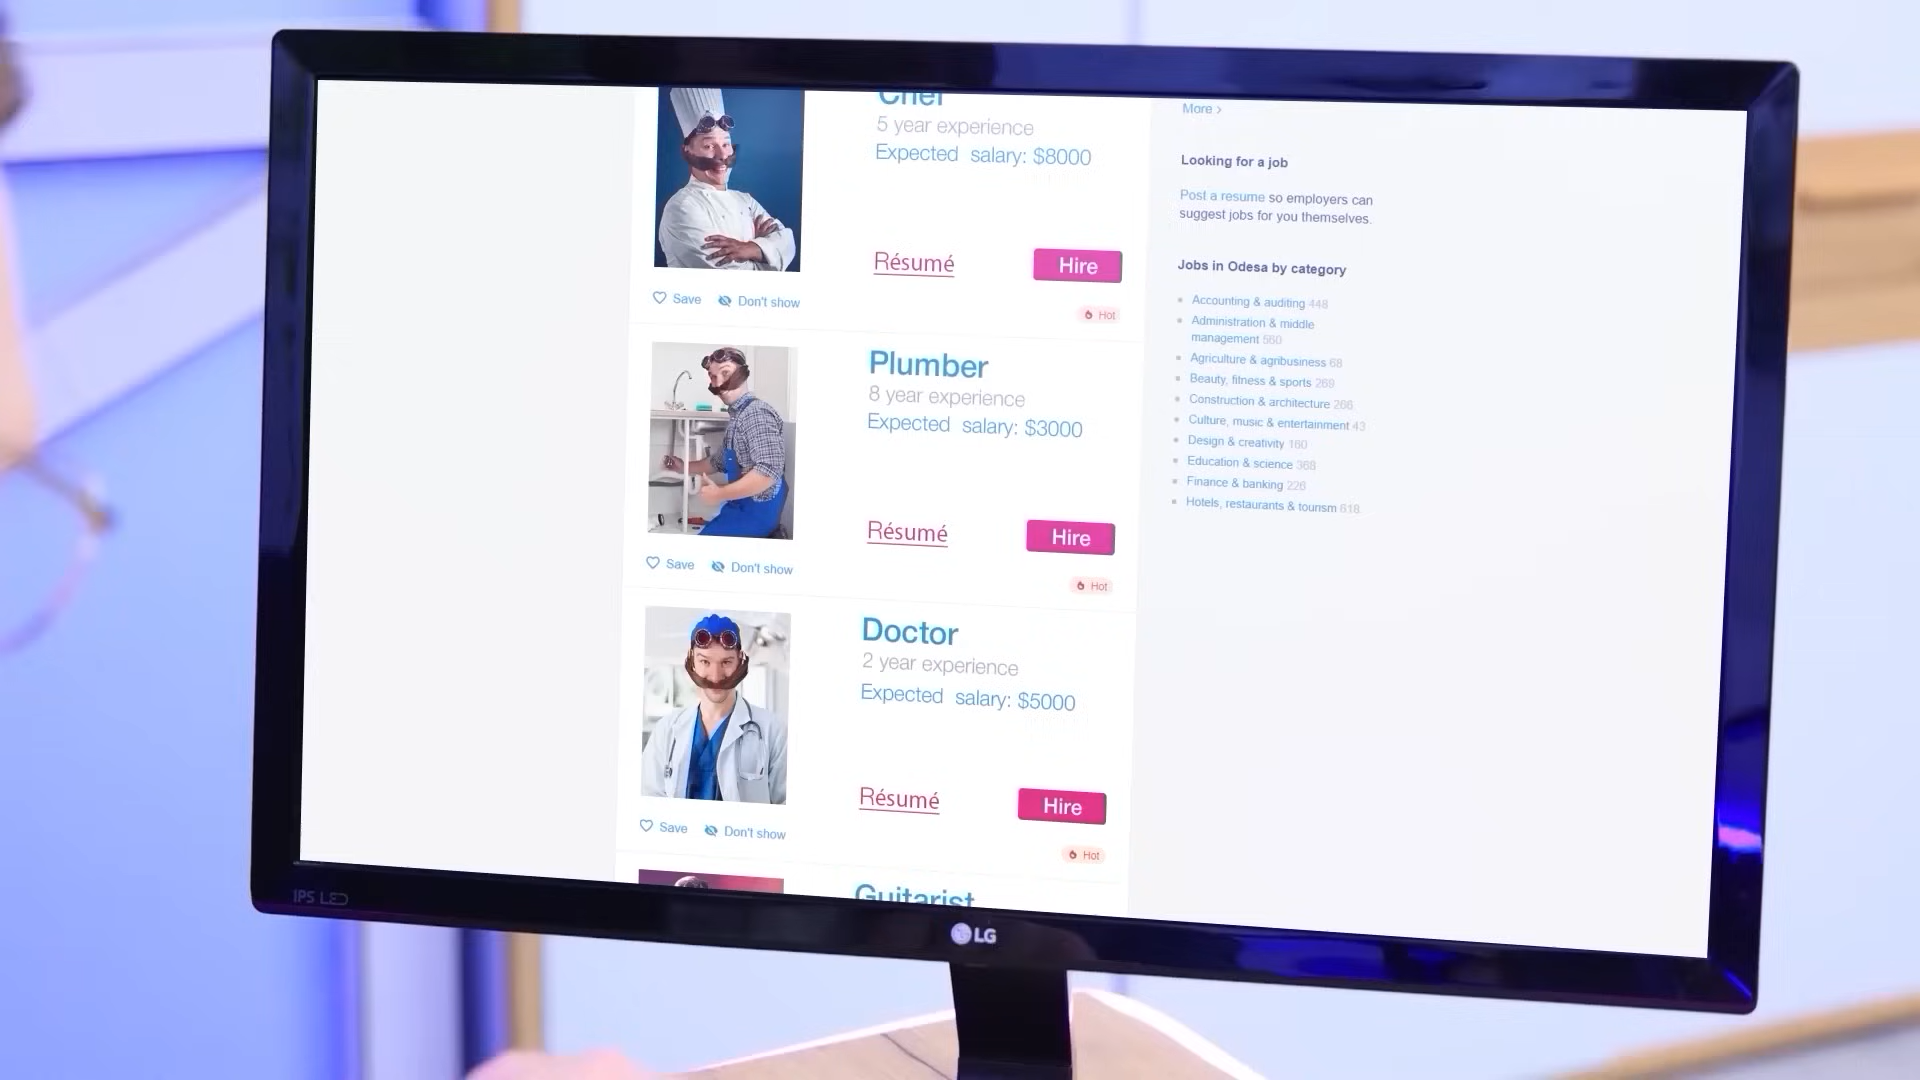 Chef
5 year experience
Expected salary: $8000
Résumé
Hire
Save
Don't show
Hot
Plumber
8 year experience
Expected salary: $3000
Résumé
Hire
Save
Don't show
Hot
Doctor
2 year experience
Expected salary: $5000
Résumé
Hire
Save
Don't show
Hot
Guitarist
More >
Looking for a job
Post a resume so employers can
suggest jobs for you themselves.
Jobs in Odesa by category
Accounting & auditing 448
Administration & middle
management 560
Agriculture & agribusiness 68
Beauty, fitness & sports 269
Construction & architecture 266
Culture, music & entertainment 43
Design & creativity 160
Education & science 368
Finance & banking 226
Hotels, restaurants & tourism 618
IPS LED
LG